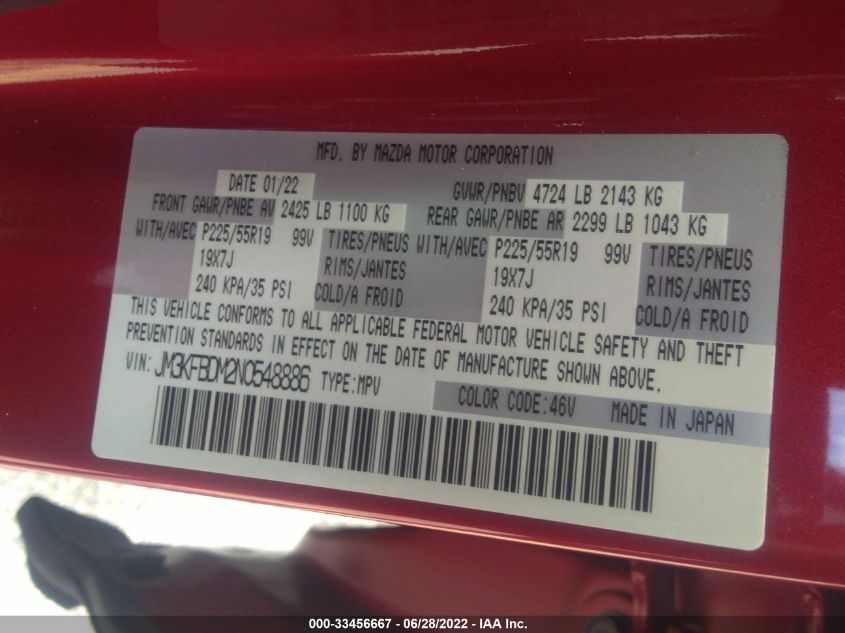 MFD. BY MAZDA MOTOR CORPORATION
DATE 01/22 GVWR/PNBV 4724 LB 2143 KG
FRONT GAWR/PNBE AV 2425 LB 1100 KG REAR GAWR/PNBE AR 2299 LB 1043 KG
WITH/AVEC P225/55R19 99V TIRES/PNEUS WITH/AVEC P225/55R19 99V TIRES/PNEUS
19X7J RIMS/JANTES 19X7J RIMS/JANTES
240 KPA/35 PSI COLD/A FROID 240 KPA/35 PSI COLD/A FROID
THIS VEHICLE CONFORMS TO ALL APPLICABLE FEDERAL MOTOR VEHICLE SAFETY AND THEFT
PREVENTION STANDARDS IN EFFECT ON THE DATE OF MANUFACTURE SHOWN ABOVE.
VIN: JM3KFBDM2N0548886 TYPE:MPV
COLOR CODE:46V MADE IN JAPAN
000-33456667 - 06/28/2022 - IAA Inc.